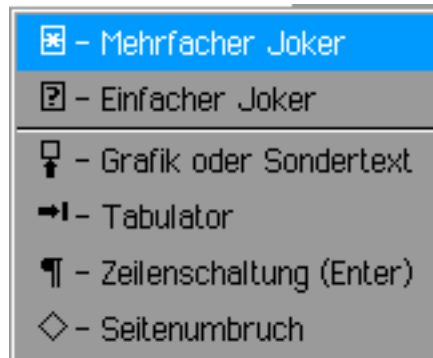 * – Mehrfacher Joker
? – Einfacher Joker
– Grafik oder Sondertext
– Tabulator
¶ – Zeilenschaltung (Enter)
◇ – Seitenumbruch